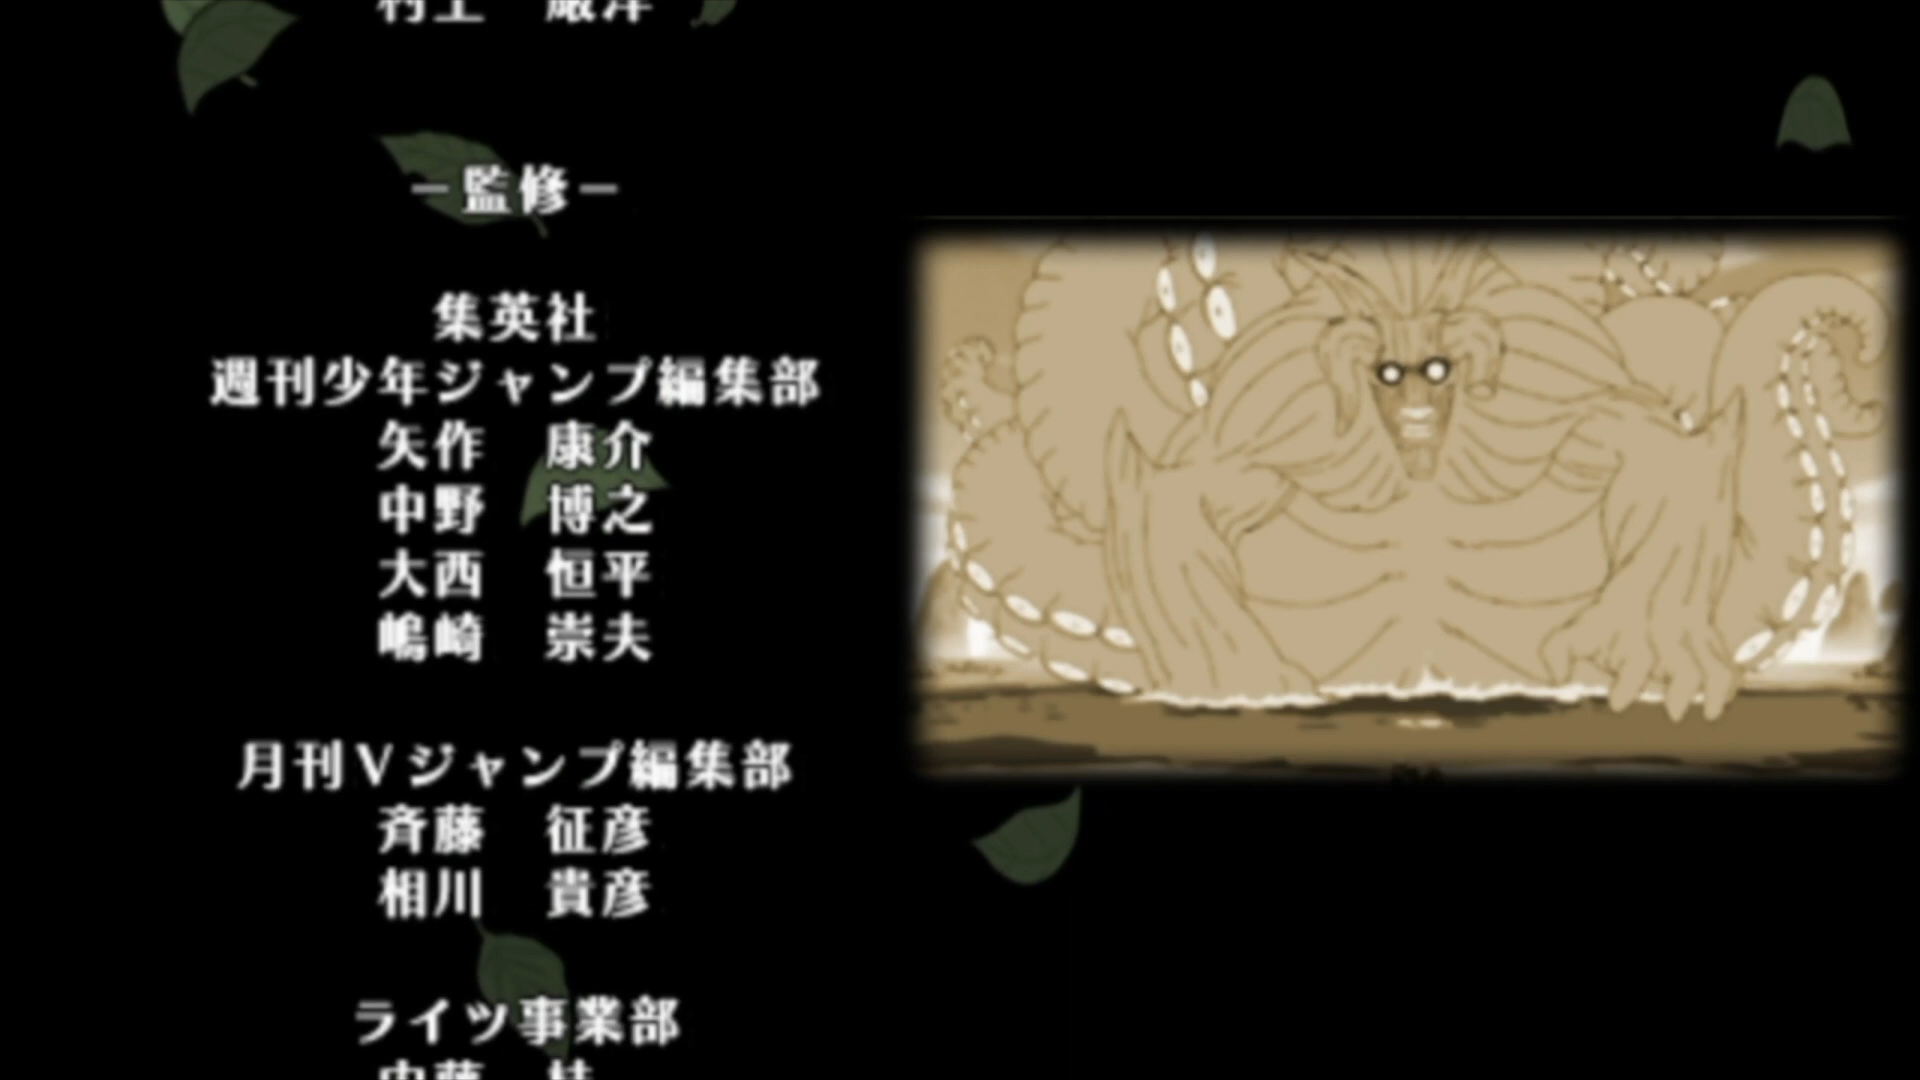 －監修－
集英社
週刊少年ジャンプ編集部
矢作　康介
中野　博之
大西　恒平
嶋崎　崇夫
月刊Ｖジャンプ編集部
斉藤　征彦
相川　貴彦
ライツ事業部